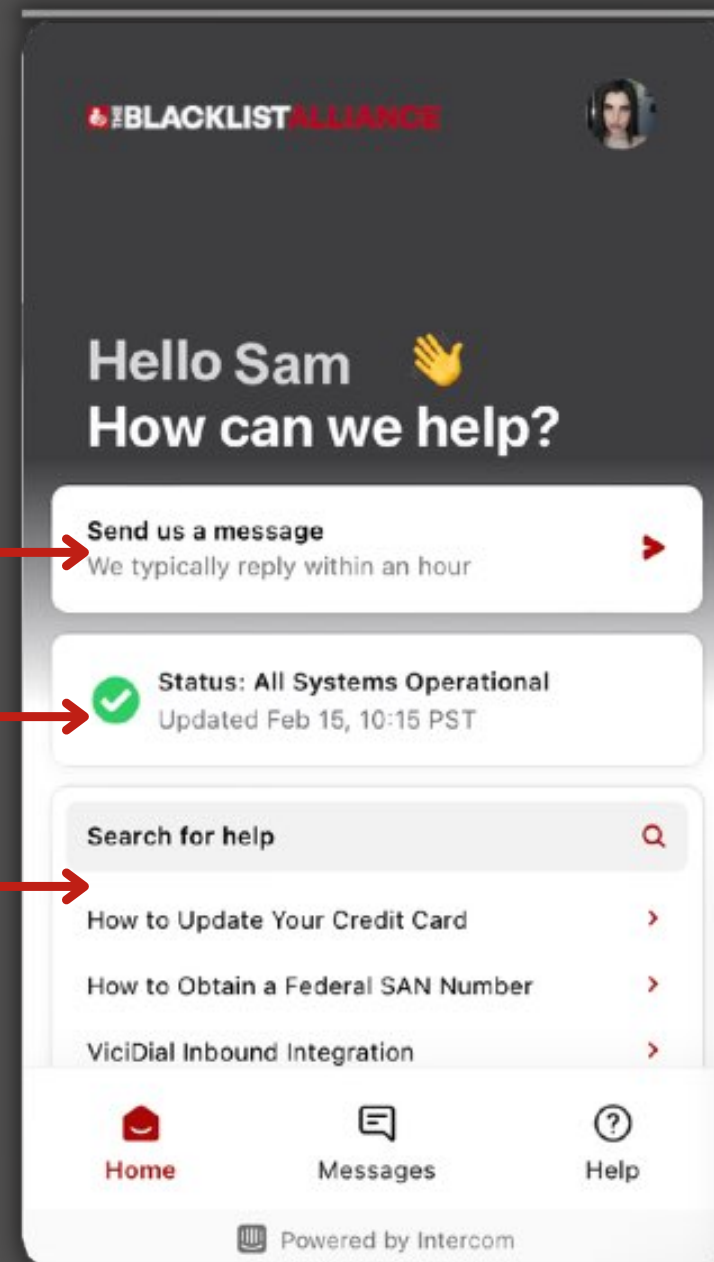 THE BLACKLISTALLIANCE
Hello Sam 👋
How can we help?
Send us a message
We typically reply within an hour
Status: All Systems Operational
Updated Feb 15, 10:15 PST
Search for help
How to Update Your Credit Card
How to Obtain a Federal SAN Number
ViciDial Inbound Integration
Home
Messages
Help
Powered by Intercom